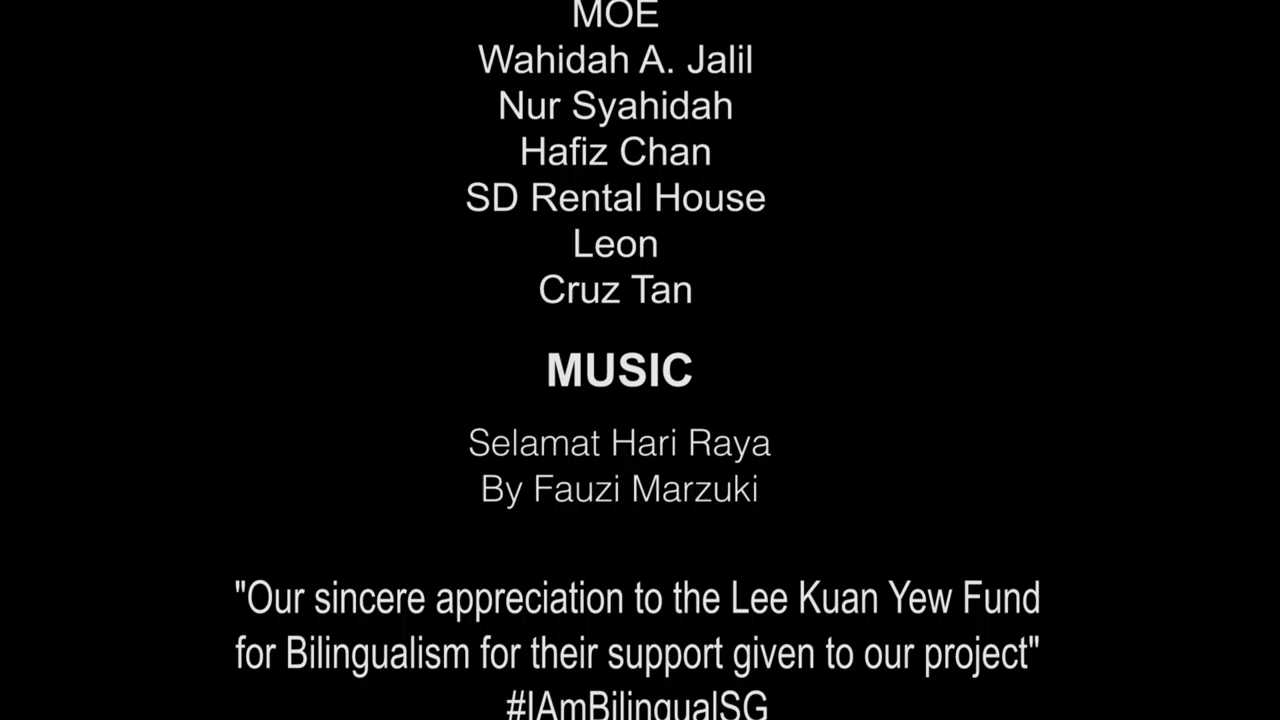 MOE
Wahidah A. Jalil
Nur Syahidah
Hafiz Chan
SD Rental House
Leon
Cruz Tan
MUSIC
Selamat Hari Raya
By Fauzi Marzuki
"Our sincere appreciation to the Lee Kuan Yew Fund
for Bilingualism for their support given to our project"
#IAmBilingualSG